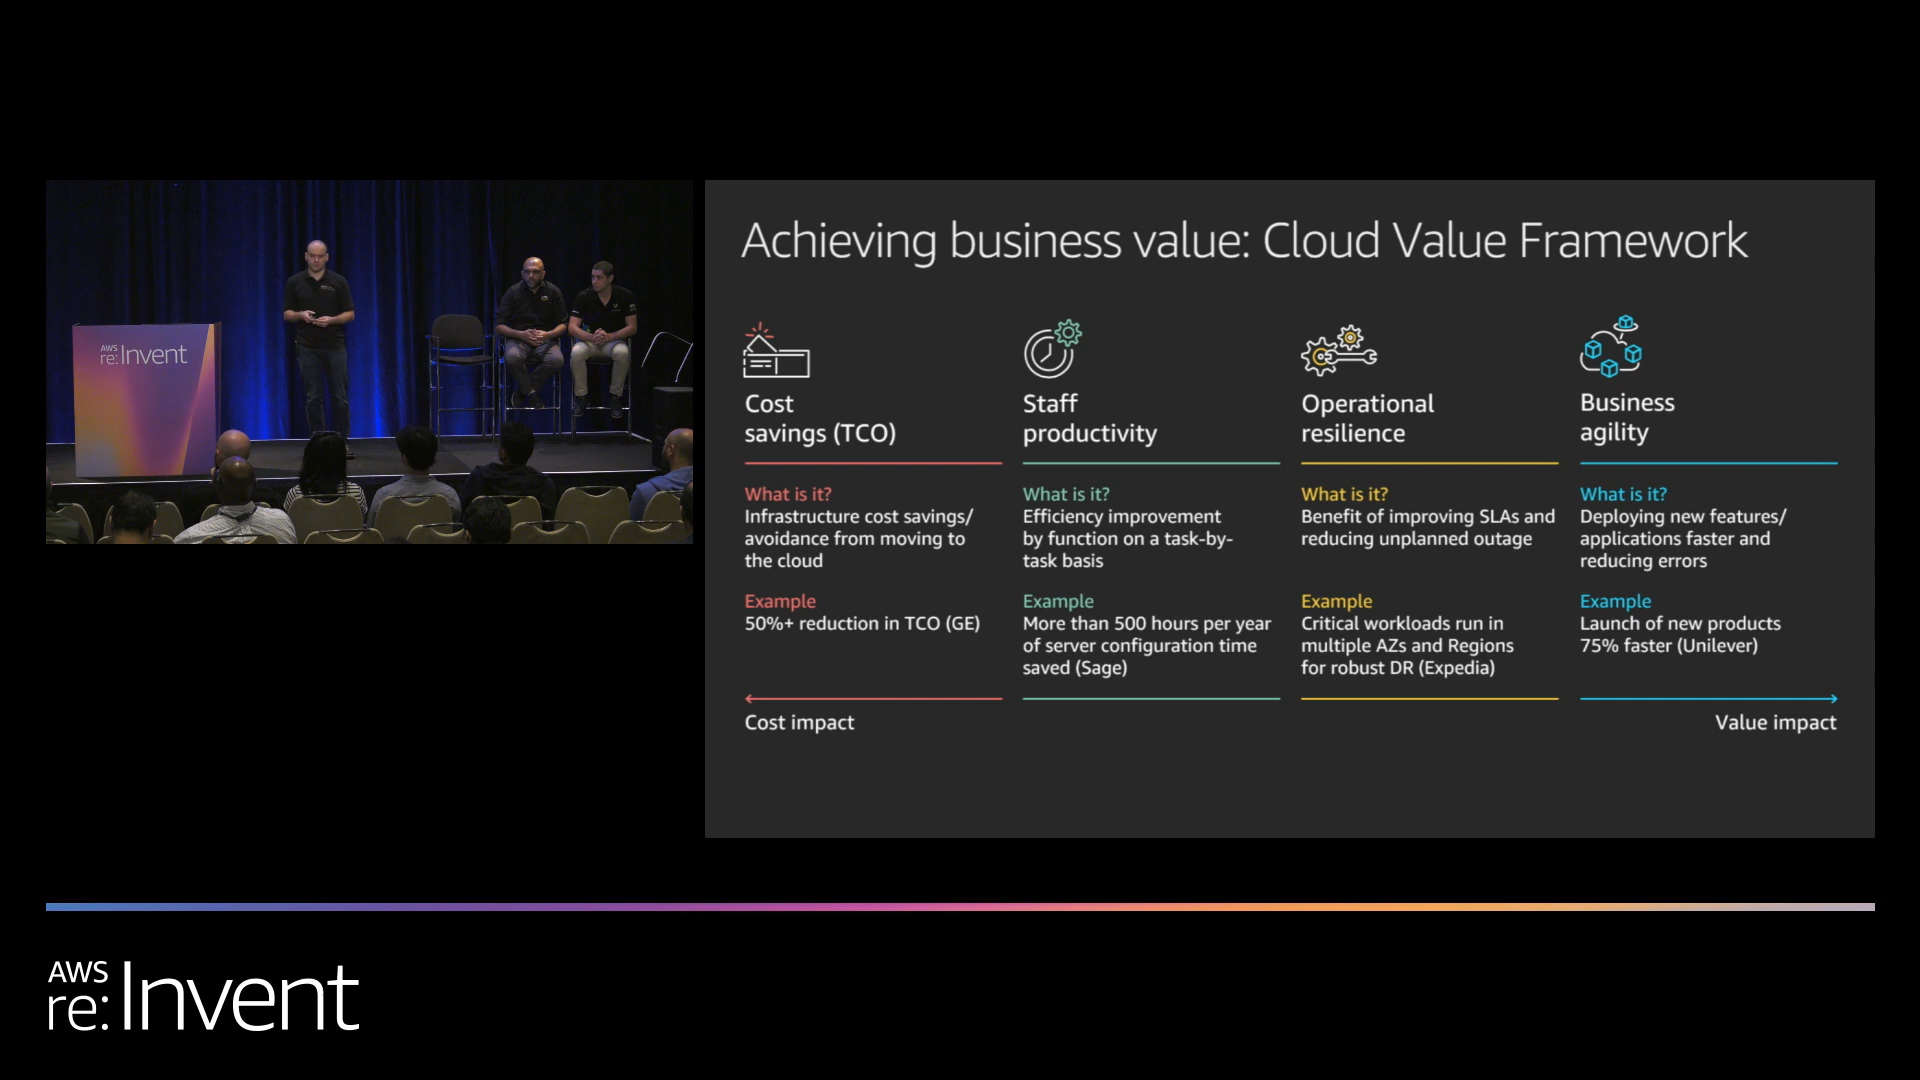 AWS
re:Invent
Achieving business value: Cloud Value Framework
Cost
savings (TCO)
What is it?
Infrastructure cost savings/
avoidance from moving to
the cloud
Example
50%+ reduction in TCO (GE)
Staff
productivity
What is it?
Efficiency improvement
by function on a task-by-
task basis
Example
More than 500 hours per year
of server configuration time
saved (Sage)
Operational
resilience
What is it?
Benefit of improving SLAs and
reducing unplanned outage
Example
Critical workloads run in
multiple AZs and Regions
for robust DR (Expedia)
Business
agility
What is it?
Deploying new features/
applications faster and
reducing errors
Example
Launch of new products
75% faster (Unilever)
Cost impact
Value impact
AWS
re:Invent